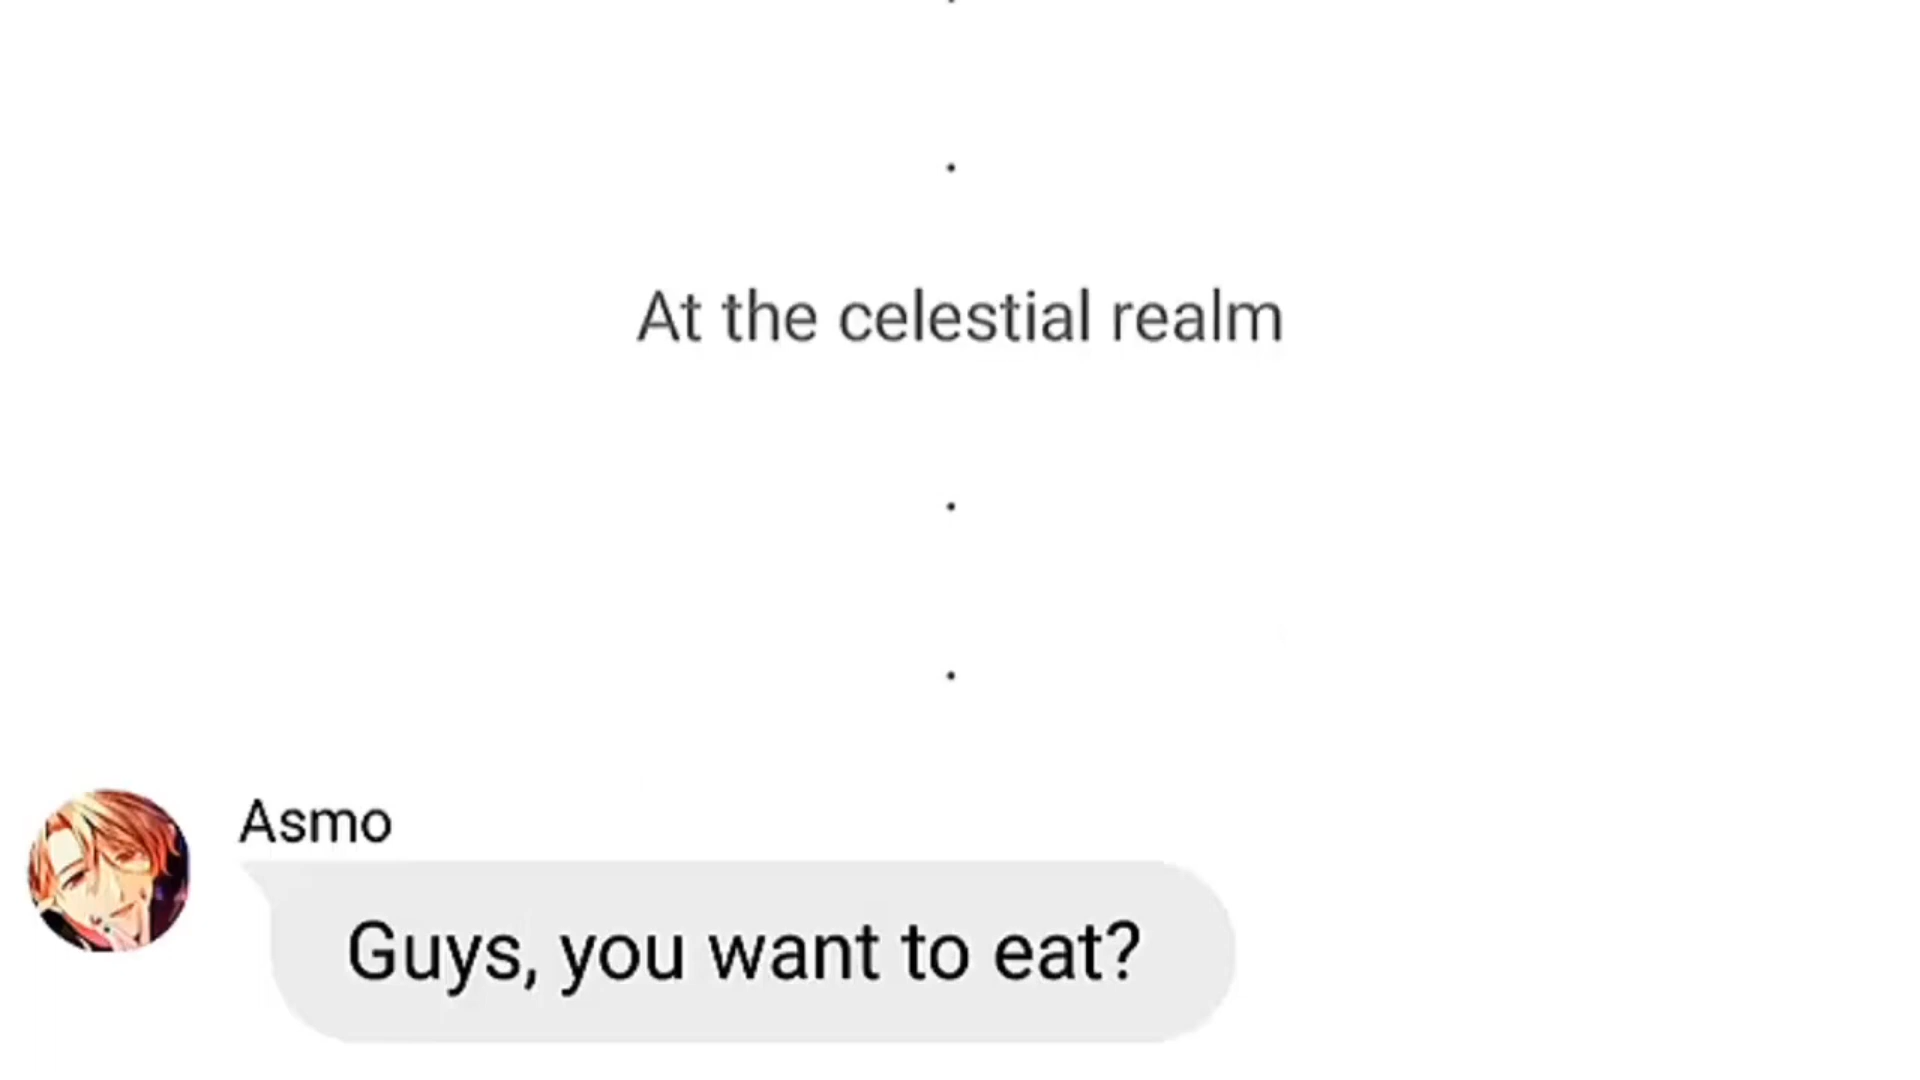 .
.
At the celestial realm
.
.
Asmo
Guys, you want to eat?